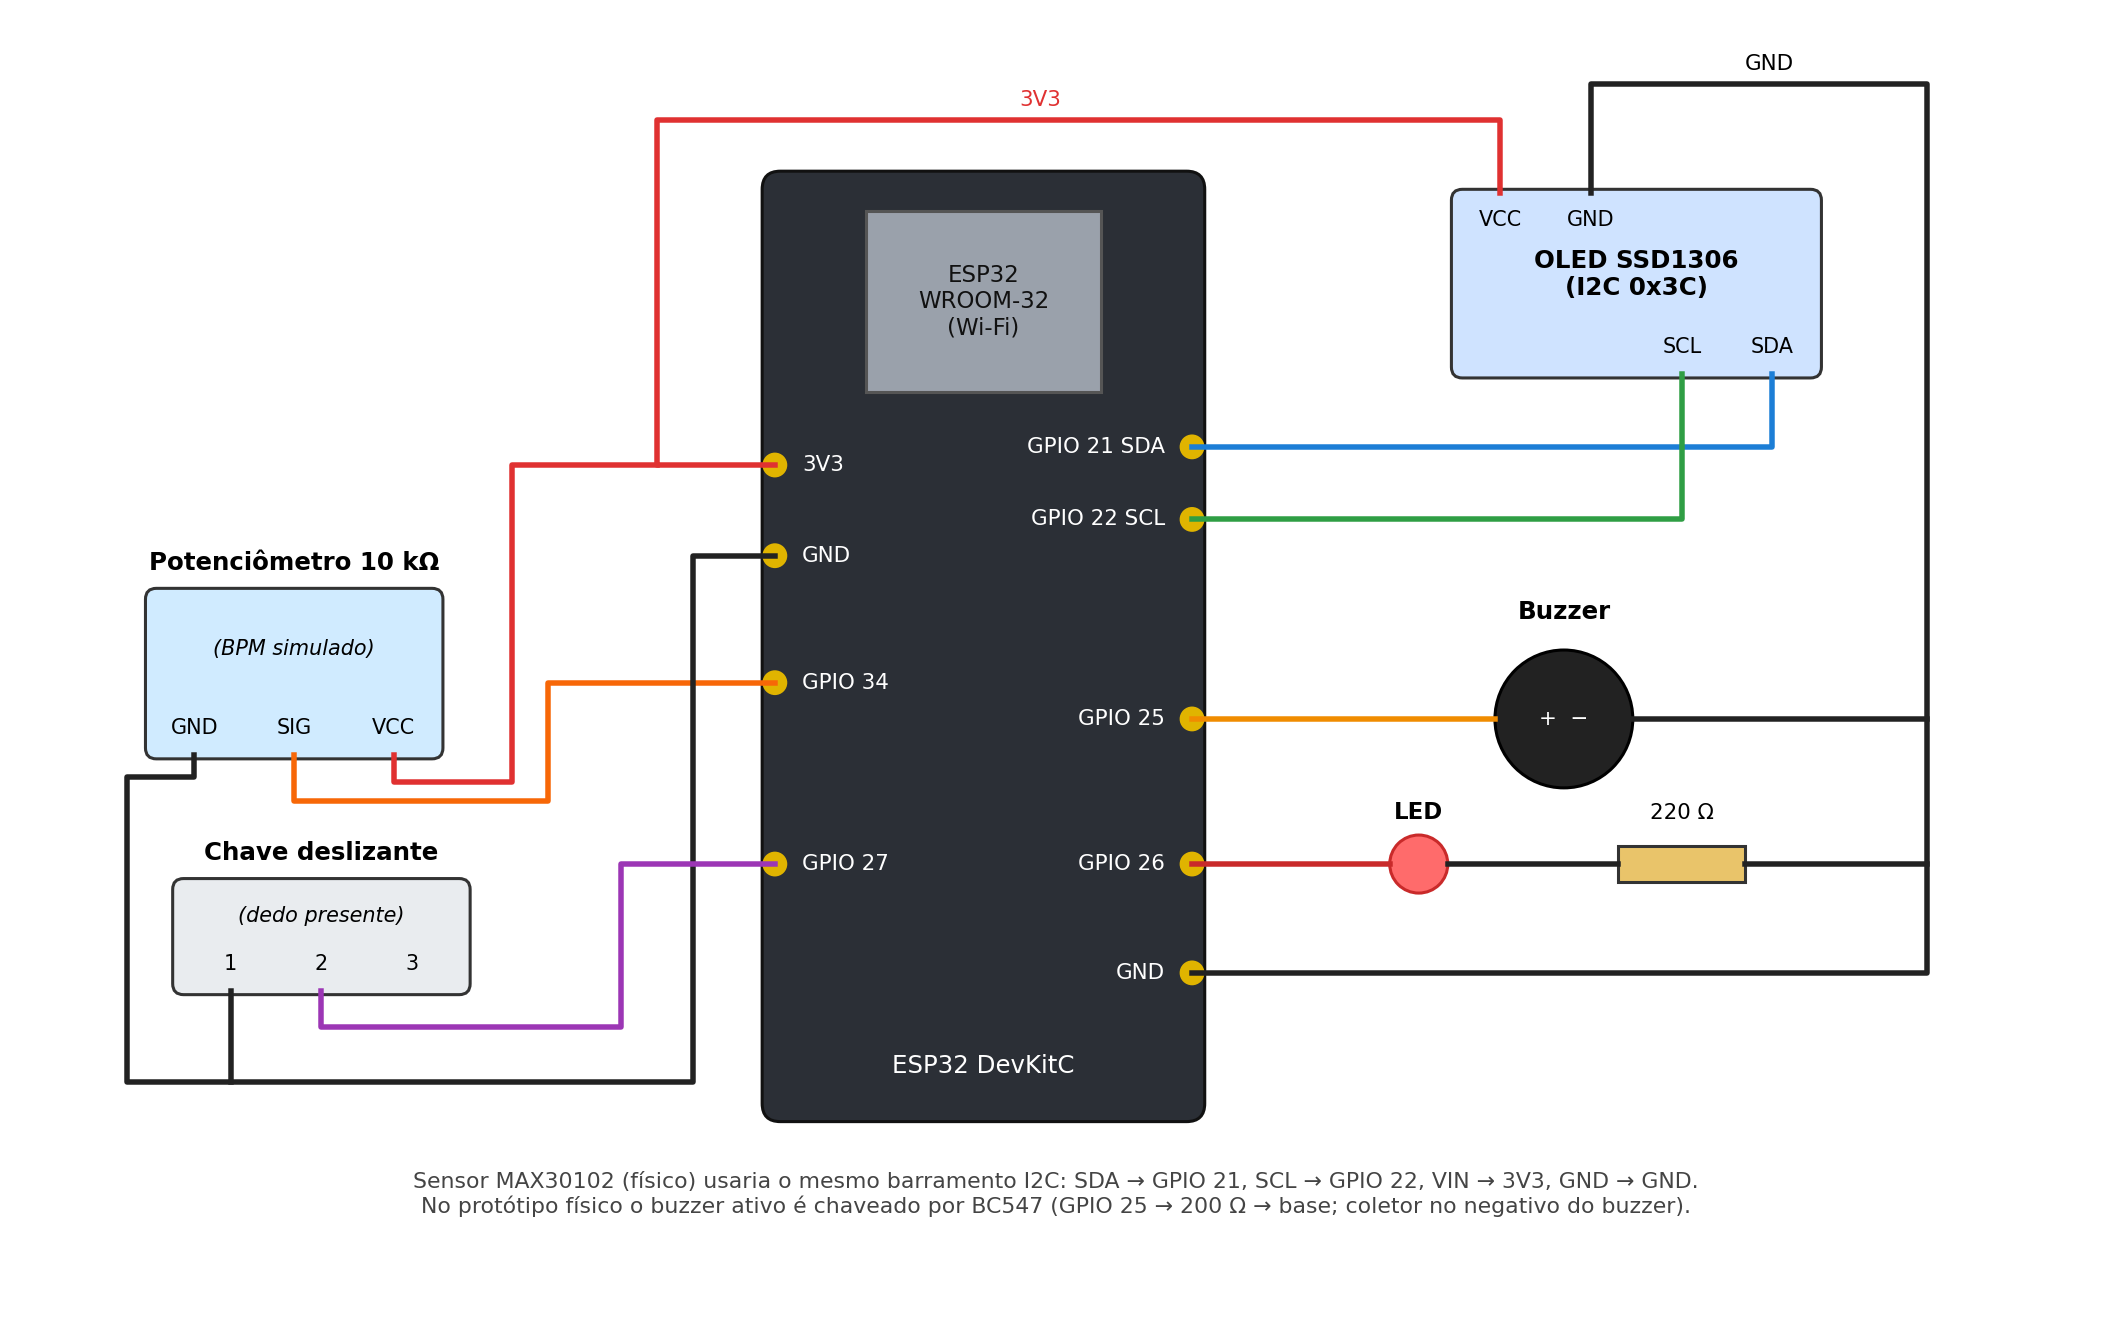 GND
3V3
VCC GND
OLED SSD1306
(I2C 0x3C)
SCL SDA
ESP32
WROOM-32
(Wi-Fi)
GPIO 21 SDA
3V3
GPIO 22 SCL
GND
Potenciômetro 10 kΩ
(BPM simulado)
GND SIG VCC
GPIO 34
Buzzer
GPIO 25
+ −
LED
220 Ω
Chave deslizante
(dedo presente)
1 2 3
GPIO 27
GPIO 26
GND
ESP32 DevKitC
Sensor MAX30102 (físico) usaria o mesmo barramento I2C: SDA → GPIO 21, SCL → GPIO 22, VIN → 3V3, GND → GND.
No protótipo físico o buzzer ativo é chaveado por BC547 (GPIO 25 → 200 Ω → base; coletor no negativo do buzzer).